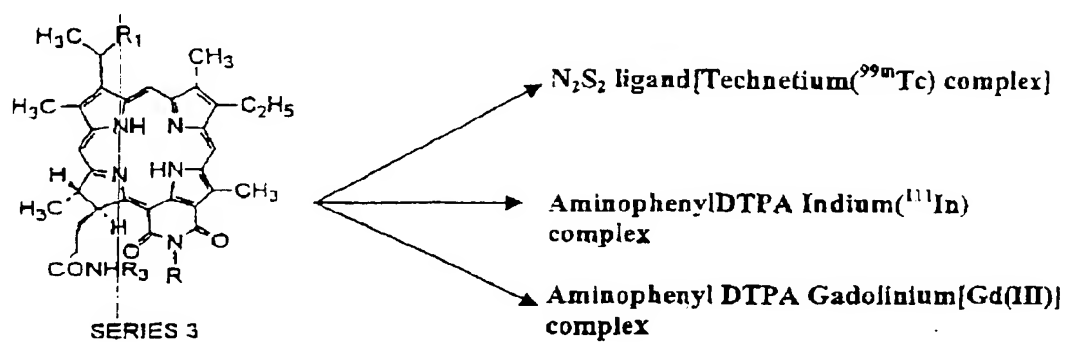 H₃C
R₁
CH₃
H₃C
C₂H₅
NH
N
N
HN
H
CH₃
H₃C
H
O
N
O
CONHR₃
R
SERIES 3
N₂S₂ ligand[Technetium(⁹⁹ᵐTc) complex]
AminophenylDTPA Indium(¹¹¹In)
complex
Aminophenyl DTPA Gadolinium[Gd(III)]
complex